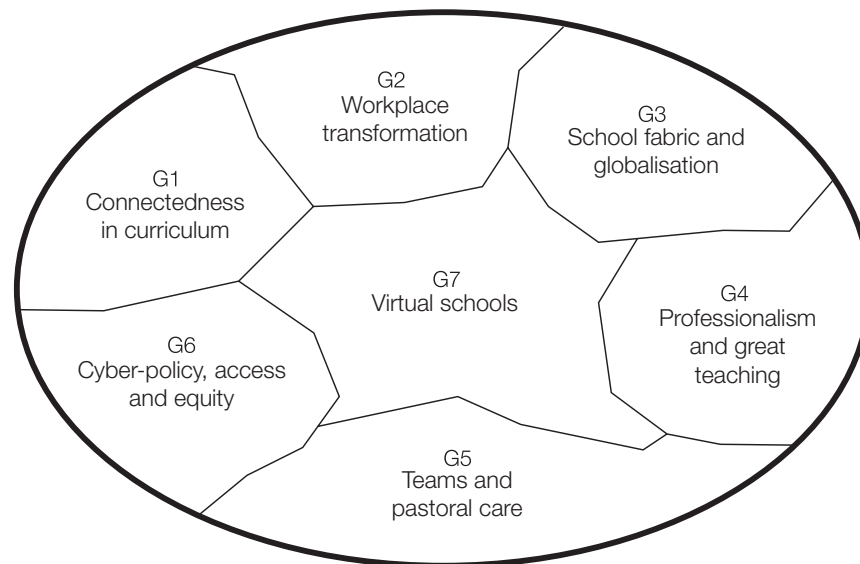 G1
Connectedness
in curriculum
G2
Workplace
transformation
G3
School fabric and
globalisation
G4
Professionalism
and great
teaching
G5
Teams and
pastoral care
G6
Cyber-policy, access
and equity
G7
Virtual schools